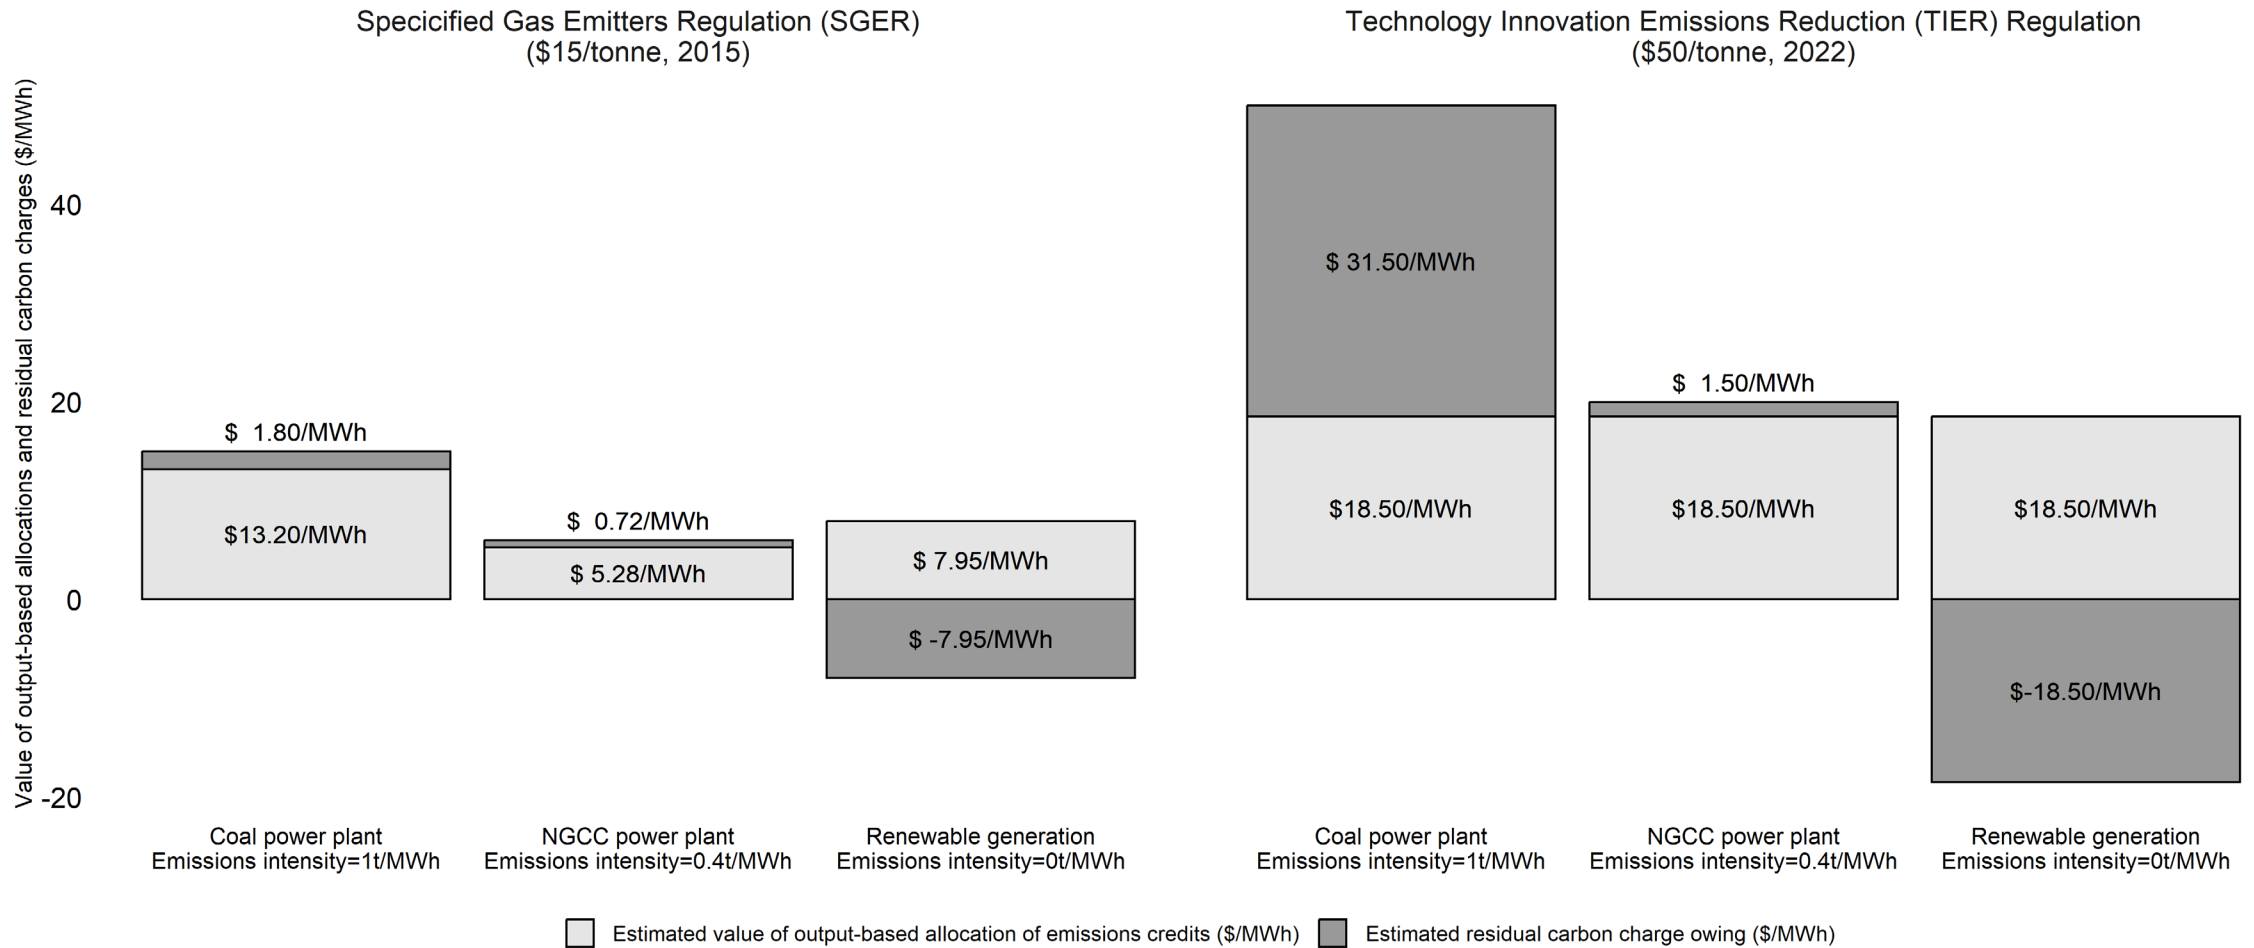 Specicified Gas Emitters Regulation (SGER)
($15/tonne, 2015)
Technology Innovation Emissions Reduction (TIER) Regulation
($50/tonne, 2022)
Value of output-based allocations and residual carbon charges ($/MWh)
40
20
0
-20
$  1.80/MWh
$13.20/MWh
$  0.72/MWh
$ 5.28/MWh
$ 7.95/MWh
$ -7.95/MWh
$ 31.50/MWh
$18.50/MWh
$  1.50/MWh
$18.50/MWh
$18.50/MWh
$-18.50/MWh
Coal power plant
Emissions intensity=1t/MWh
NGCC power plant
Emissions intensity=0.4t/MWh
Renewable generation
Emissions intensity=0t/MWh
Coal power plant
Emissions intensity=1t/MWh
NGCC power plant
Emissions intensity=0.4t/MWh
Renewable generation
Emissions intensity=0t/MWh
Estimated value of output-based allocation of emissions credits ($/MWh)
Estimated residual carbon charge owing ($/MWh)